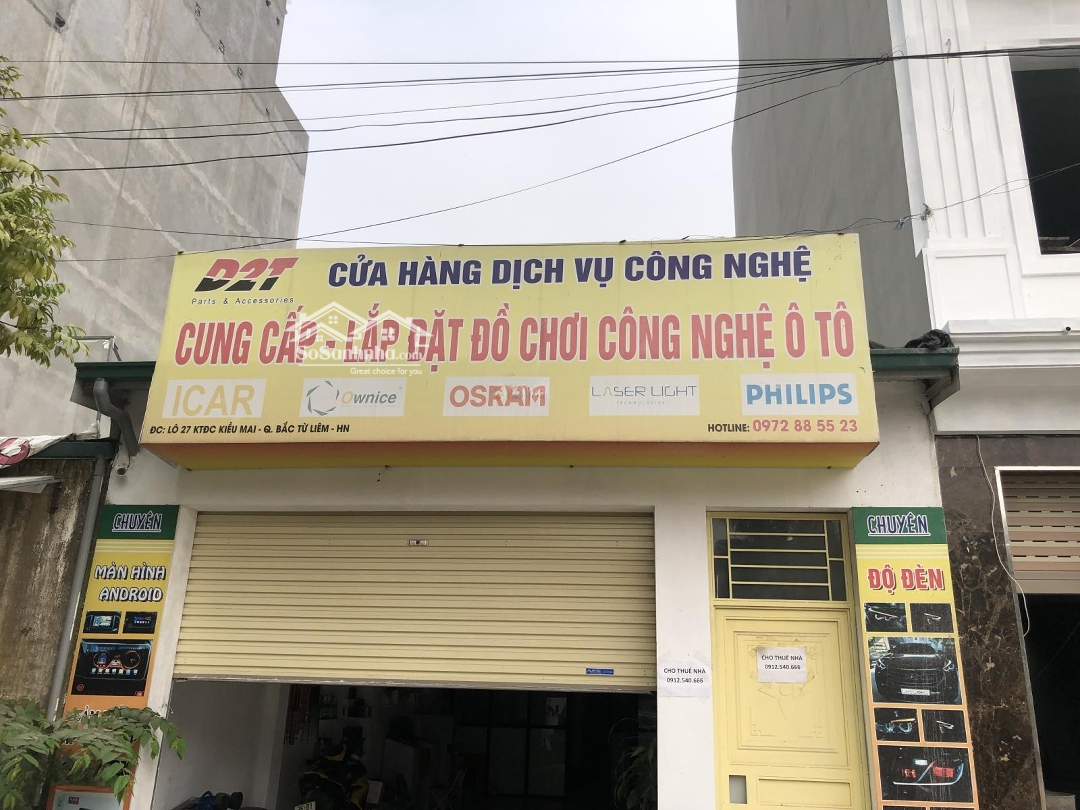 D2T
Parts & Accessories
CỬA HÀNG DỊCH VỤ CÔNG NGHỆ
CUNG CẤP - LẮP ĐẶT ĐỒ CHƠI CÔNG NGHỆ Ô TÔ
SoSanhnha.com
Great choice for you
ICAR
Ownice
OSRAM
LASER LIGHT
TECHNOLOGIES
PHILIPS
ĐC: LÔ 27 KTĐC KIỀU MAI - Q. BẮC TỪ LIÊM - HN
HOTLINE: 0972 88 55 23
CHUYÊN
MÀN HÌNH
ANDROID
CHUYÊN
ĐỘ ĐÈN
CHO THUÊ NHÀ
0912.540.666
CHO THUÊ NHÀ
0912.540.666